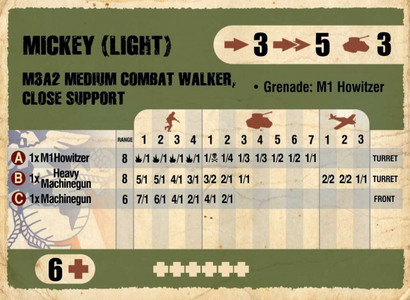 MICKEY (LIGHT) 3 5 3
M3A2 MEDIUM COMBAT WALKER,
CLOSE SUPPORT
• Grenade: M1 Howitzer
RANGE 1 2 3 4 1 2 3 4 5 6 7 1 2 3
A 1x M1 Howitzer 8 /1 /1 /1 /1 1/ 1/4 1/3 1/3 1/2 1/2 1/1 TURRET
B 1x Heavy Machinegun 8 5/1 5/1 4/1 3/1 3/2 2/1 1/1 2/2 2/2 1/1 TURRET
C 1x Machinegun 6 7/1 6/1 4/1 2/1 4/1 2/1 FRONT
6